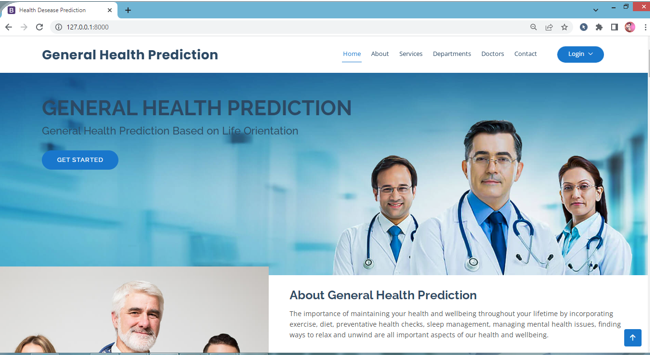 Health Desease Prediction
127.0.0.1:8000
General Health Prediction
Home About Services Departments Doctors Contact Login
GENERAL HEALTH PREDICTION
General Health Prediction Based on Life Orientation
GET STARTED
About General Health Prediction
The importance of maintaining your health and wellbeing throughout your lifetime by incorporating
exercise, diet, preventative health checks, sleep management, managing mental health issues, finding
ways to relax and unwind are all important aspects of our health and wellbeing.